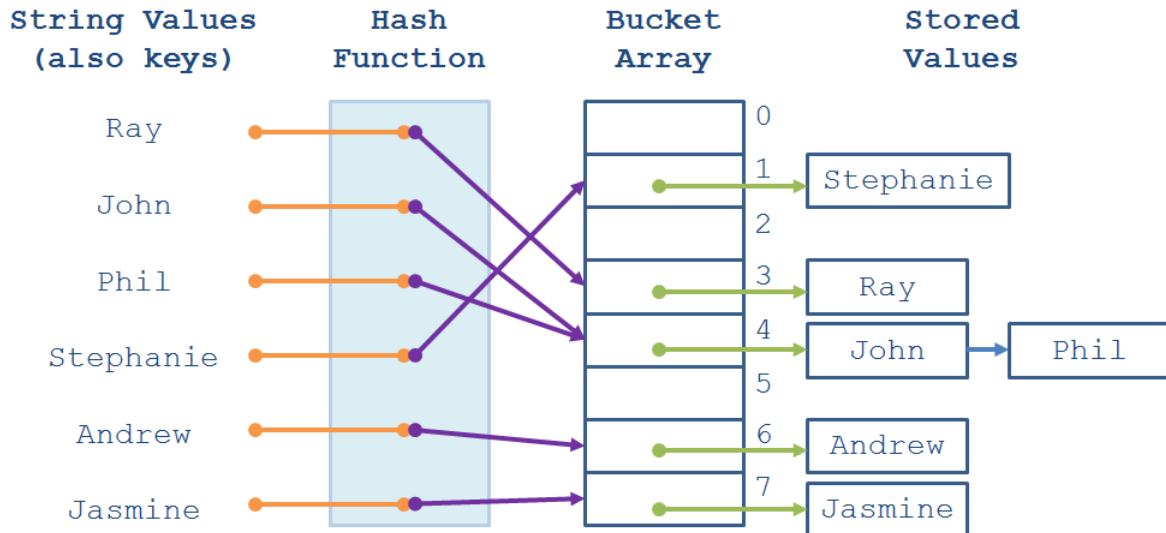 String Values
(also keys)
Hash
Function
Bucket
Array
Stored
Values
Ray
John
Phil
Stephanie
Andrew
Jasmine
0
1
2
3
4
5
6
7
Stephanie
Ray
John
Phil
Andrew
Jasmine